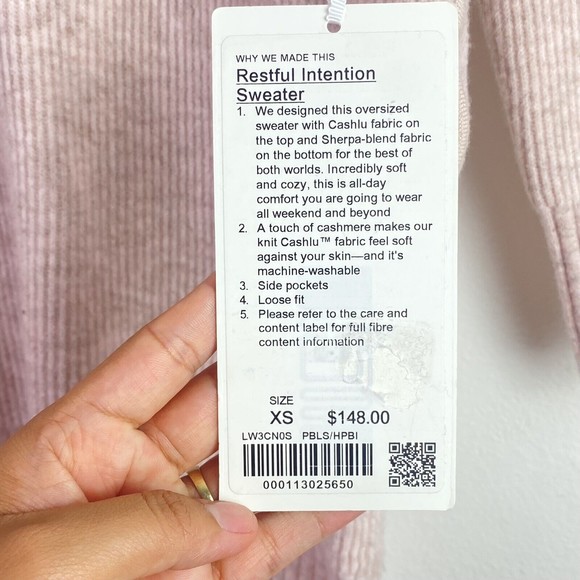 WHY WE MADE THIS
Restful Intention
Sweater
1. We designed this oversized
sweater with Cashlu fabric on
the top and Sherpa-blend fabric
on the bottom for the best of
both worlds. Incredibly soft
and cozy, this is all-day
comfort you are going to wear
all weekend and beyond
2. A touch of cashmere makes our
knit Cashlu™ fabric feel soft
against your skin—and it's
machine-washable
3. Side pockets
4. Loose fit
5. Please refer to the care and
content label for full fibre
content information
SIZE
XS $148.00
LW3CN0S PBLS/HPBI
000113025650